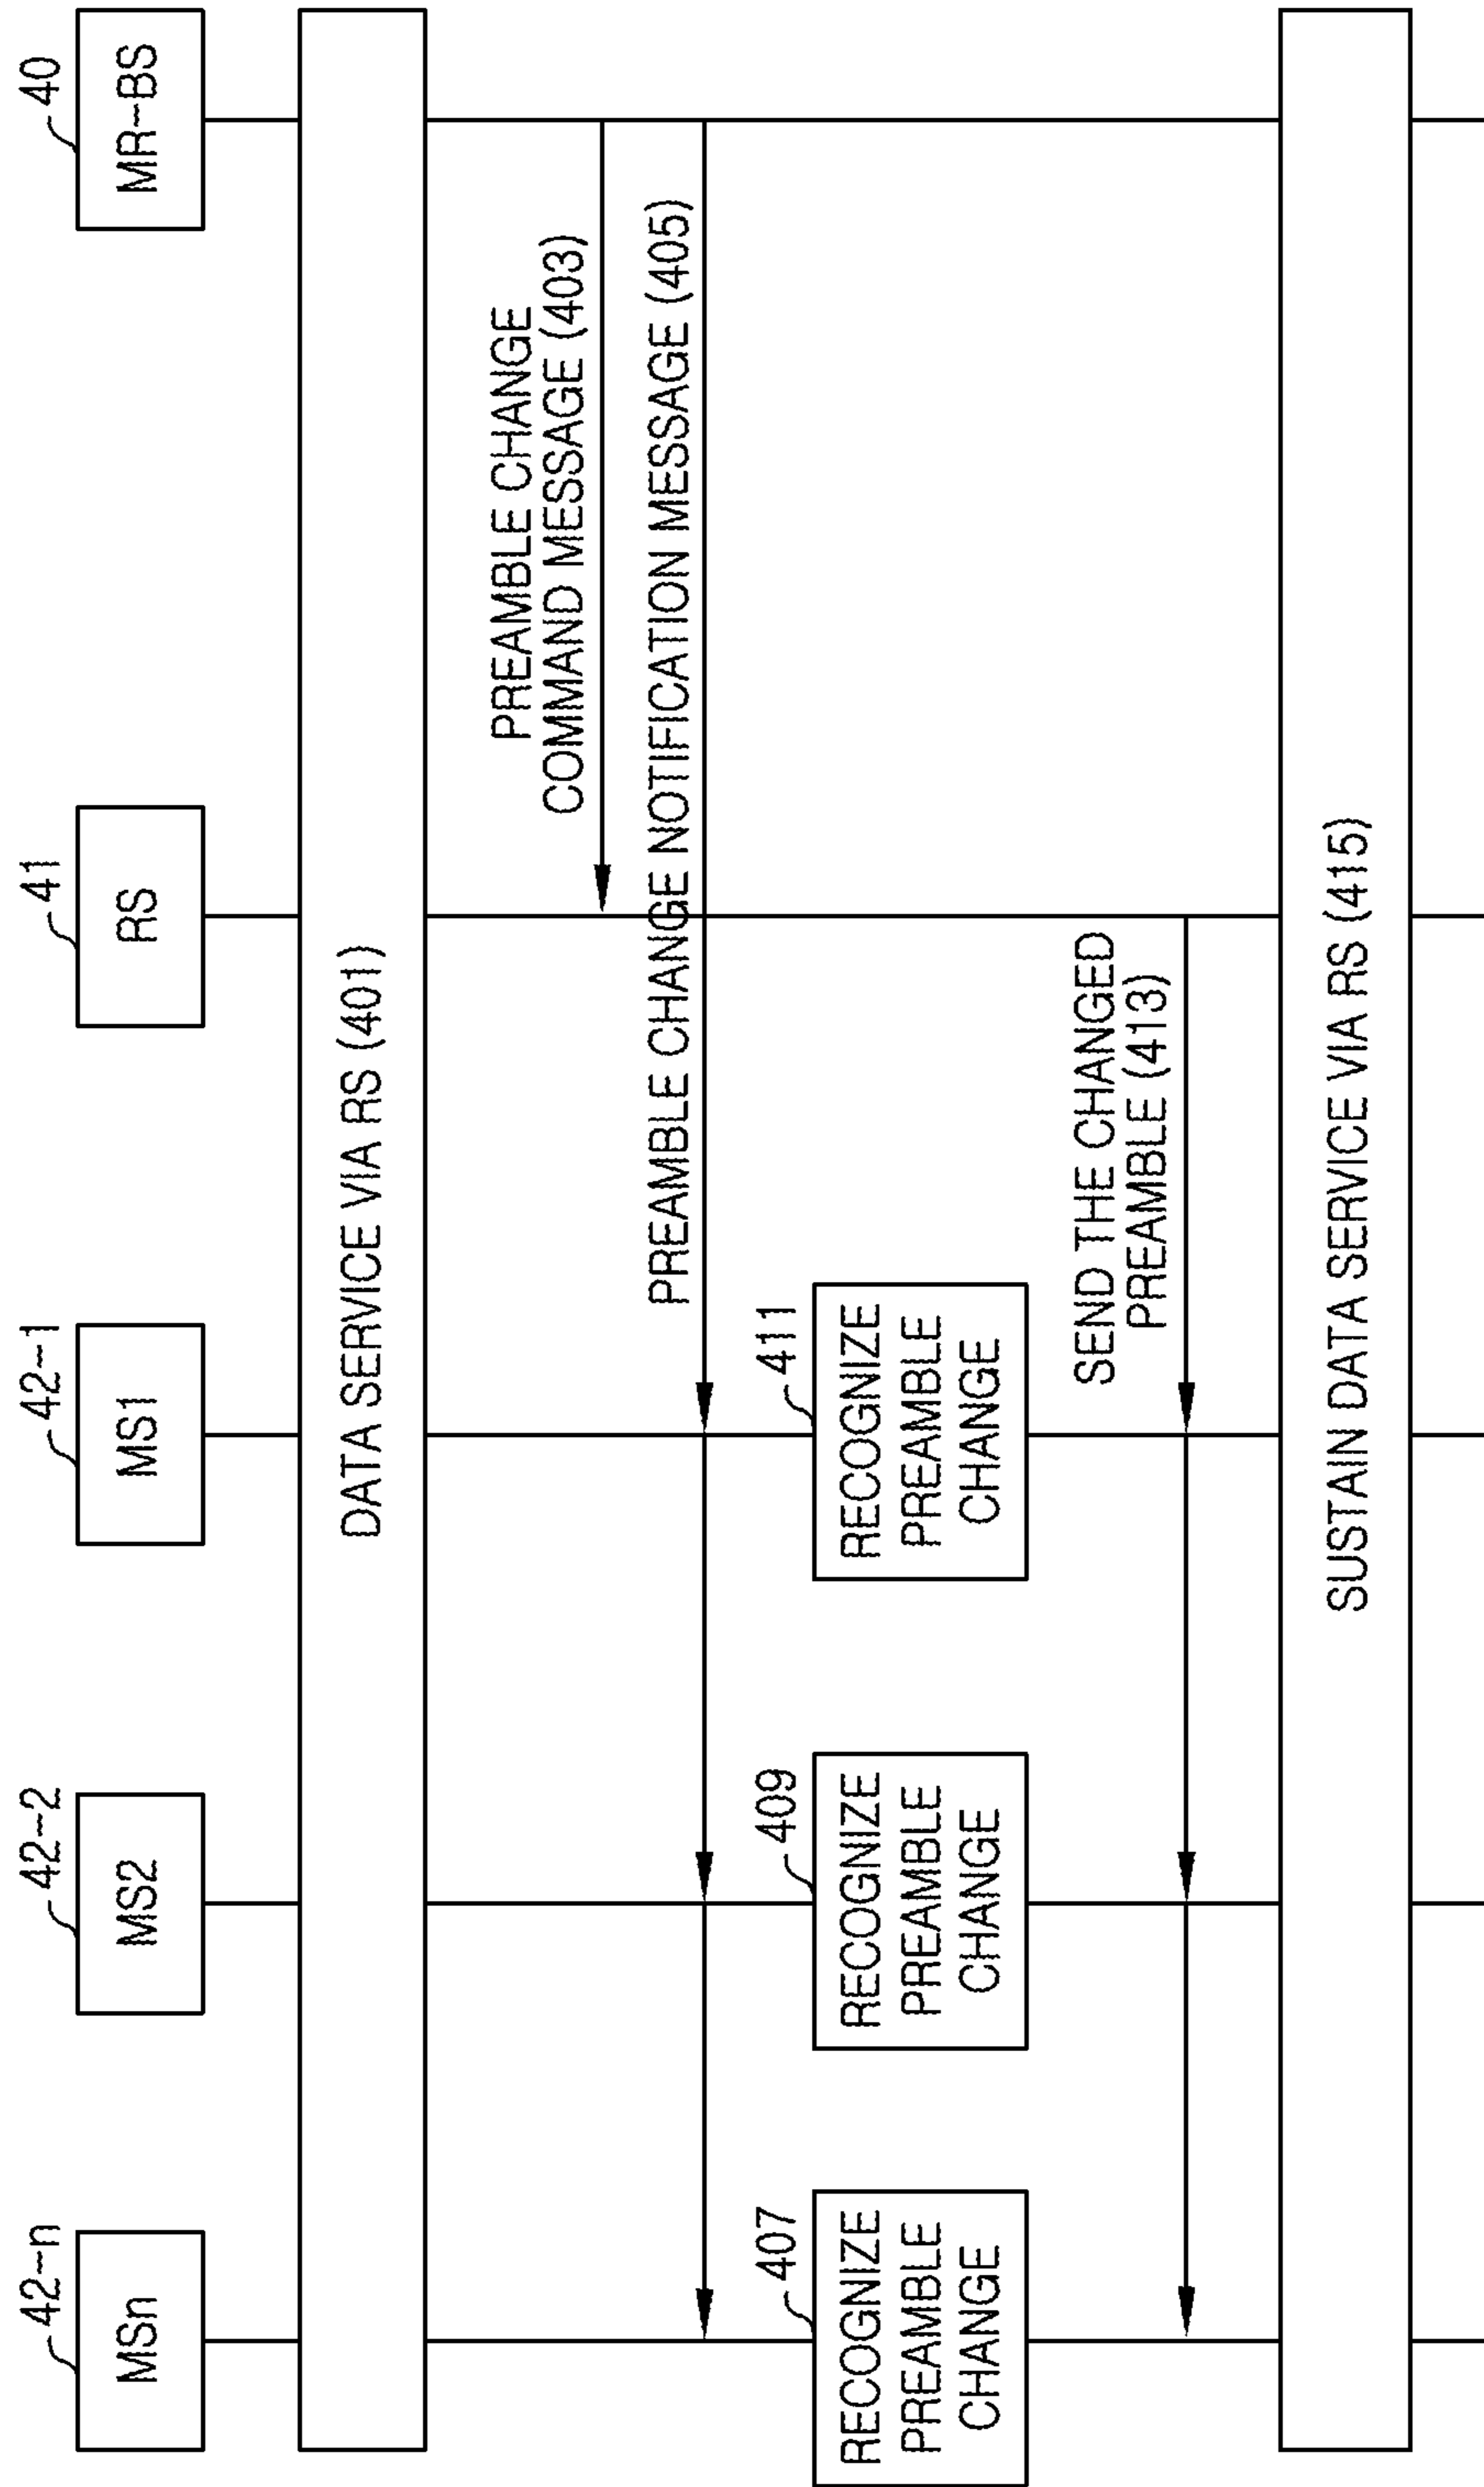 42-n
42-2
42-1
41
40
MSn
MS2
MS1
RS
MR-BS
DATA SERVICE VIA RS (401)
PREAMBLE CHANGE
COMMAND MESSAGE (403)
PREAMBLE CHANGE NOTIFICATION MESSAGE (405)
407
RECOGNIZE
PREAMBLE
CHANGE
409
RECOGNIZE
PREAMBLE
CHANGE
411
RECOGNIZE
PREAMBLE
CHANGE
SEND THE CHANGED
PREAMBLE (413)
SUSTAIN DATA SERVICE VIA RS (415)